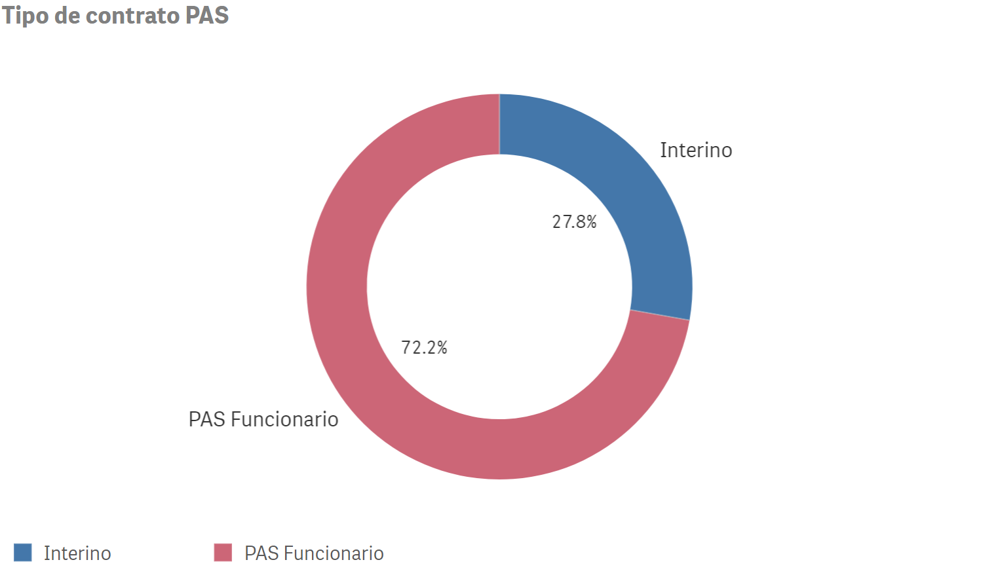 Tipo de contrato PAS
Interino
27.8%
72.2%
PAS Funcionario
Interino
PAS Funcionario